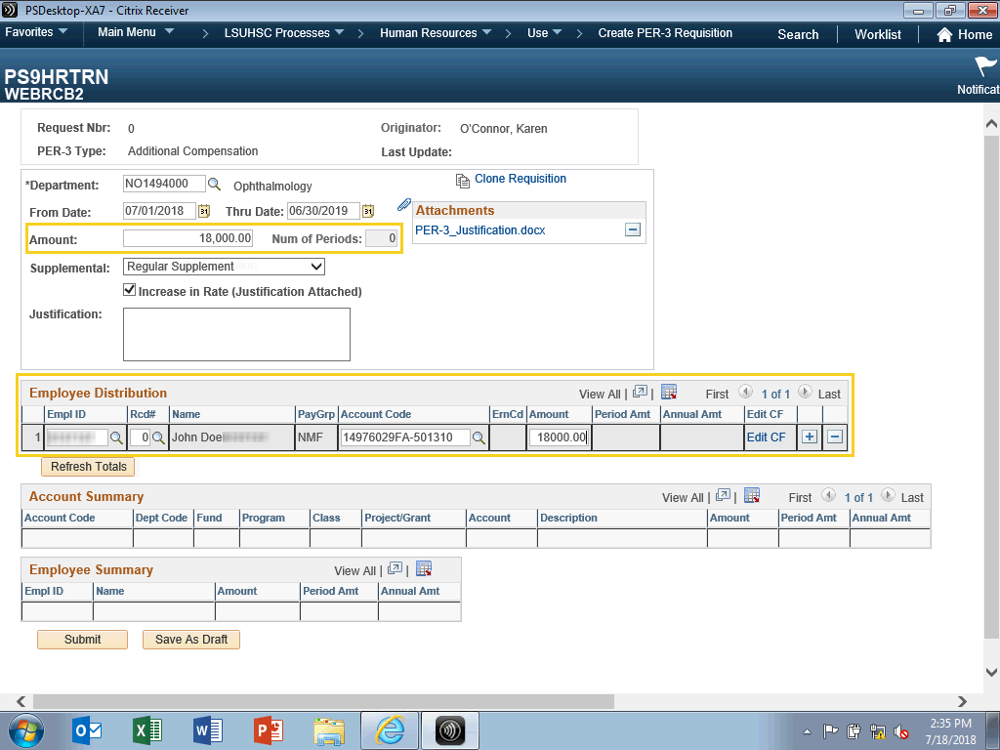 PSDesktop-XA7 - Citrix Receiver
Favorites Main Menu > LSUHSC Processes > Human Resources > Use > Create PER-3 Requisition Search Worklist Home
PS9HRTRN
WEBRCB2
Notificat
Request Nbr: 0 Originator: O'Connor, Karen
PER-3 Type: Additional Compensation Last Update:
*Department: NO1494000 Ophthalmology Clone Requisition
From Date: 07/01/2018 Thru Date: 06/30/2019 Attachments
Amount: 18,000.00 Num of Periods: 0 PER-3_Justification.docx
Supplemental: Regular Supplement
Increase in Rate (Justification Attached)
Justification:
Employee Distribution View All | | First 1 of 1 Last
Empl ID Rcd# Name PayGrp Account Code ErnCd Amount Period Amt Annual Amt Edit CF
1 0 John Doe NMF 14976029FA-501310 18000.00 Edit CF
Refresh Totals
Account Summary View All | | First 1 of 1 Last
Account Code Dept Code Fund Program Class Project/Grant Account Description Amount Period Amt Annual Amt
Employee Summary View All | |
Empl ID Name Amount Period Amt Annual Amt
Submit Save As Draft
2:35 PM
7/18/2018